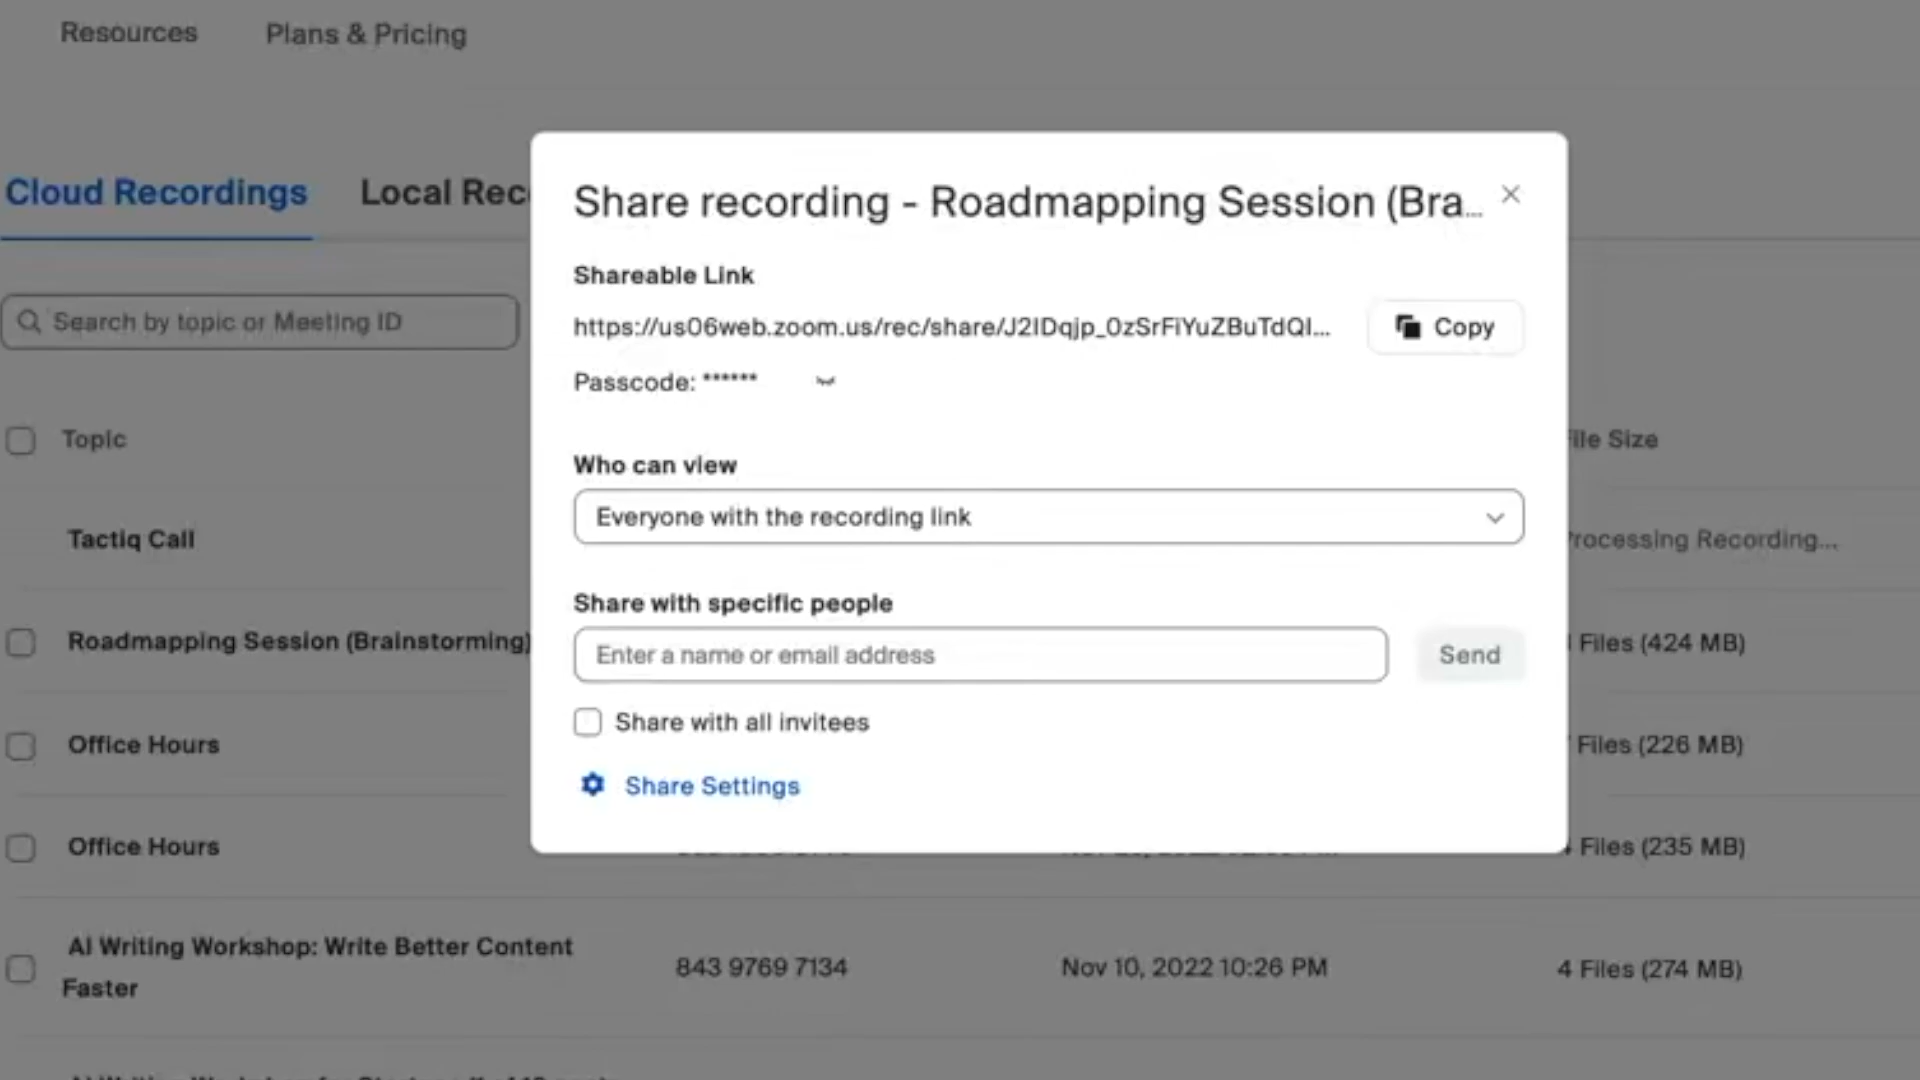 Resources Plans & Pricing
Cloud Recordings Local Rec
Share recording - Roadmapping Session (Bra...
Shareable Link
Search by topic or Meeting ID
https://us06web.zoom.us/rec/share/J2IDqjp_0zSrFiYuZBuTdQI... Copy
Passcode: ******
Topic
File Size
Who can view
Everyone with the recording link
Tactiq Call
Processing Recording...
Share with specific people
Roadmapping Session (Brainstorming)
Enter a name or email address Send
Files (424 MB)
Share with all invitees
Office Hours
Files (226 MB)
Share Settings
Office Hours
Files (235 MB)
AI Writing Workshop: Write Better Content
Faster
843 9769 7134 Nov 10, 2022 10:26 PM 4 Files (274 MB)